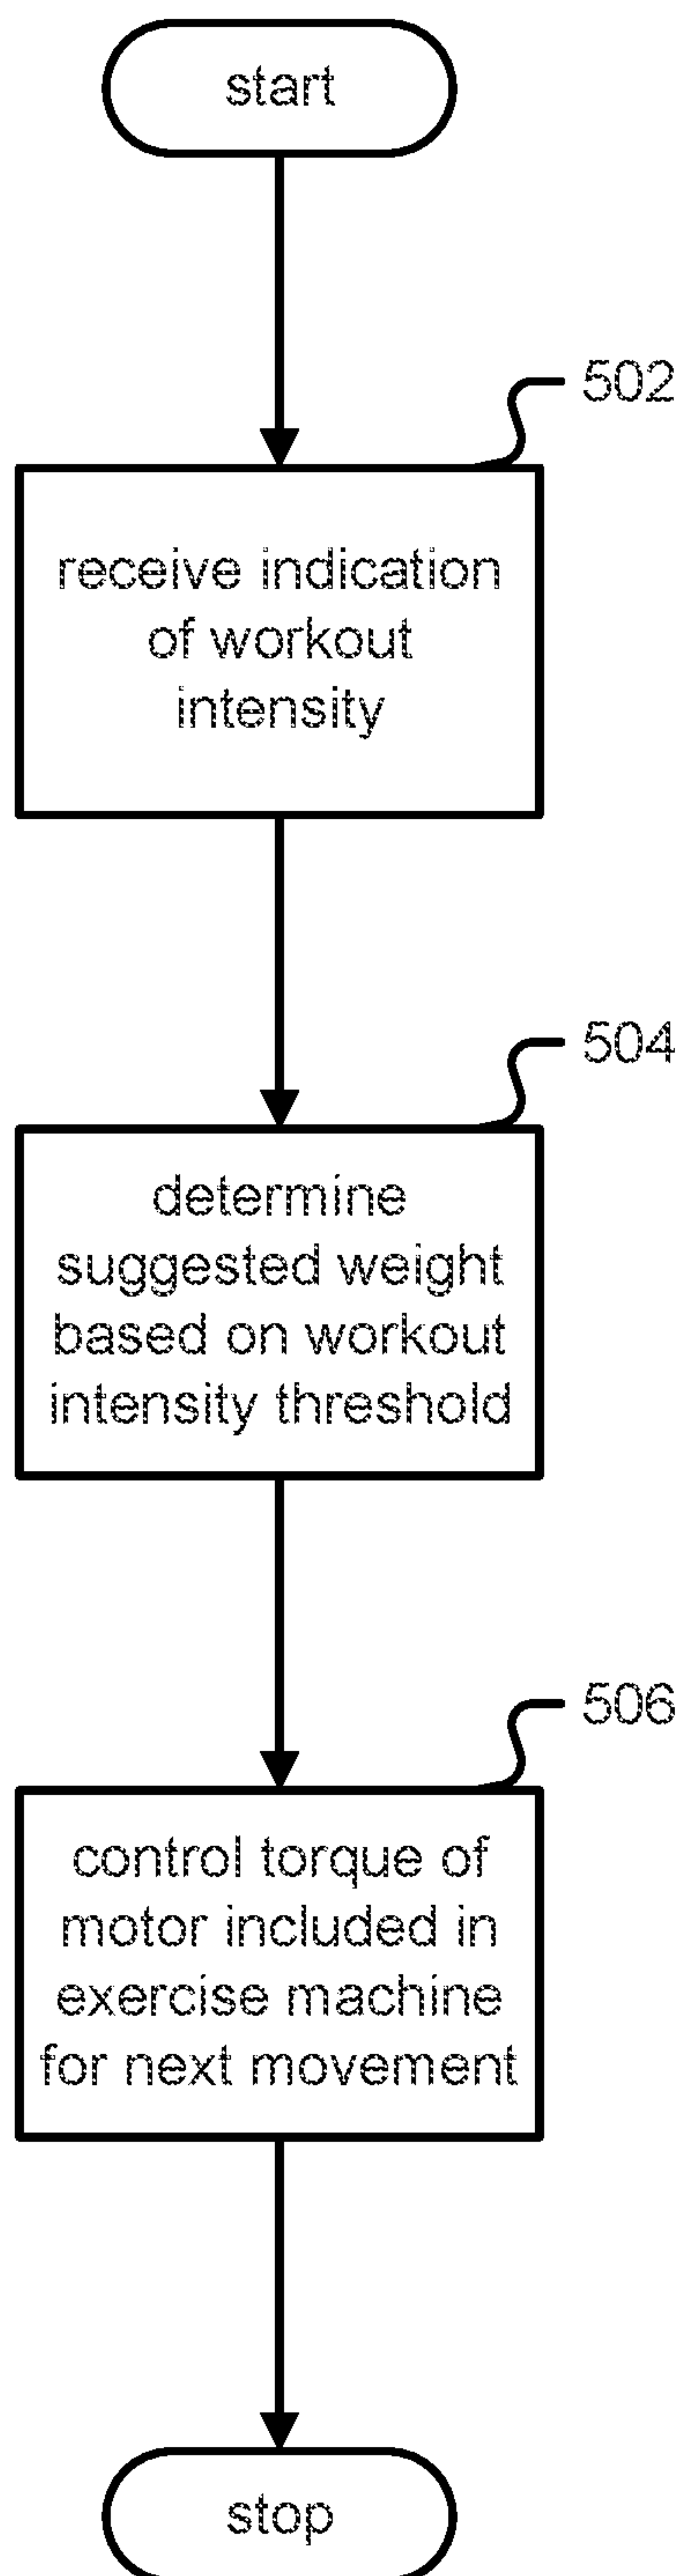 start
502
receive indication
of workout
intensity
504
determine
suggested weight
based on workout
intensity threshold
506
control torque of
motor included in
exercise machine
for next movement
stop